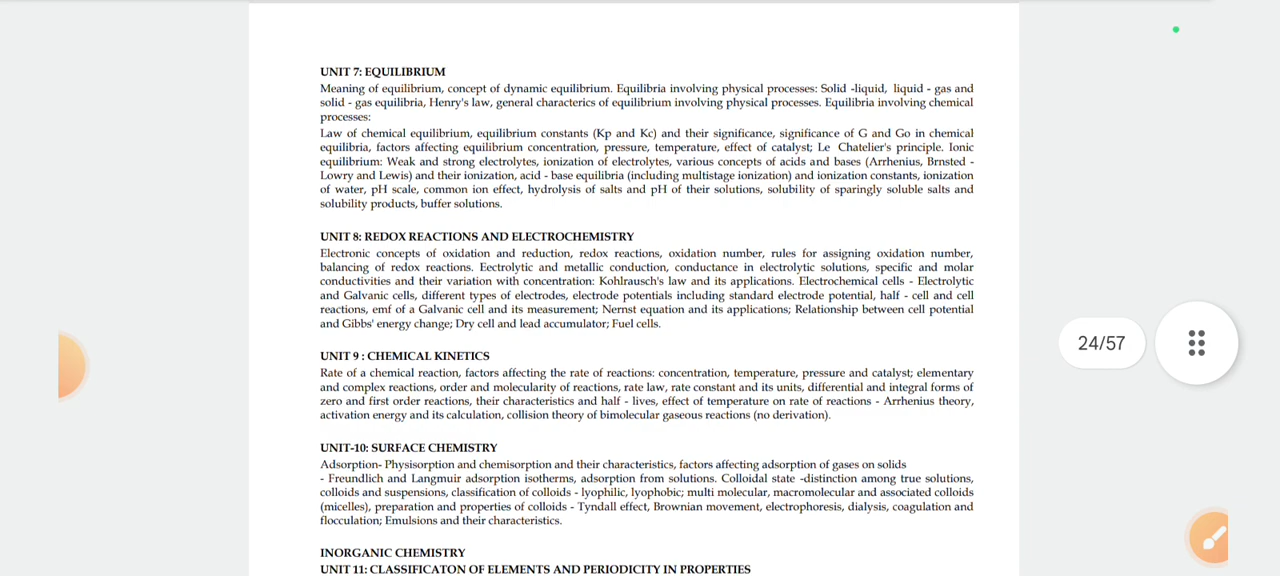 UNIT 7: EQUILIBRIUM
Meaning of equilibrium, concept of dynamic equilibrium. Equilibria involving physical processes: Solid -liquid, liquid - gas and
solid - gas equilibria, Henry's law, general characterics of equilibrium involving physical processes. Equilibria involving chemical
processes:
Law of chemical equilibrium, equilibrium constants (Kp and Kc) and their significance, significance of G and Go in chemical
equilibria, factors affecting equilibrium concentration, pressure, temperature, effect of catalyst; Le Chatelier's principle. Ionic
equilibrium: Weak and strong electrolytes, ionization of electrolytes, various concepts of acids and bases (Arrhenius, Brnsted -
Lowry and Lewis) and their ionization, acid - base equilibria (including multistage ionization) and ionization constants, ionization
of water, pH scale, common ion effect, hydrolysis of salts and pH of their solutions, solubility of sparingly soluble salts and
solubility products, buffer solutions.
UNIT 8: REDOX REACTIONS AND ELECTROCHEMISTRY
Electronic concepts of oxidation and reduction, redox reactions, oxidation number, rules for assigning oxidation number,
balancing of redox reactions. Eectrolytic and metallic conduction, conductance in electrolytic solutions, specific and molar
conductivities and their variation with concentration: Kohlrausch's law and its applications. Electrochemical cells - Electrolytic
and Galvanic cells, different types of electrodes, electrode potentials including standard electrode potential, half - cell and cell
reactions, emf of a Galvanic cell and its measurement; Nernst equation and its applications; Relationship between cell potential
and Gibbs' energy change; Dry cell and lead accumulator; Fuel cells.
UNIT 9 : CHEMICAL KINETICS
Rate of a chemical reaction, factors affecting the rate of reactions: concentration, temperature, pressure and catalyst; elementary
and complex reactions, order and molecularity of reactions, rate law, rate constant and its units, differential and integral forms of
zero and first order reactions, their characteristics and half - lives, effect of temperature on rate of reactions - Arrhenius theory,
activation energy and its calculation, collision theory of bimolecular gaseous reactions (no derivation).
UNIT-10: SURFACE CHEMISTRY
Adsorption- Physisorption and chemisorption and their characteristics, factors affecting adsorption of gases on solids
- Freundlich and Langmuir adsorption isotherms, adsorption from solutions. Colloidal state -distinction among true solutions,
colloids and suspensions, classification of colloids - lyophilic, lyophobic; multi molecular, macromolecular and associated colloids
(micelles), preparation and properties of colloids - Tyndall effect, Brownian movement, electrophoresis, dialysis, coagulation and
flocculation; Emulsions and their characteristics.
INORGANIC CHEMISTRY
UNIT 11: CLASSIFICATON OF ELEMENTS AND PERIODICITY IN PROPERTIES
24/57